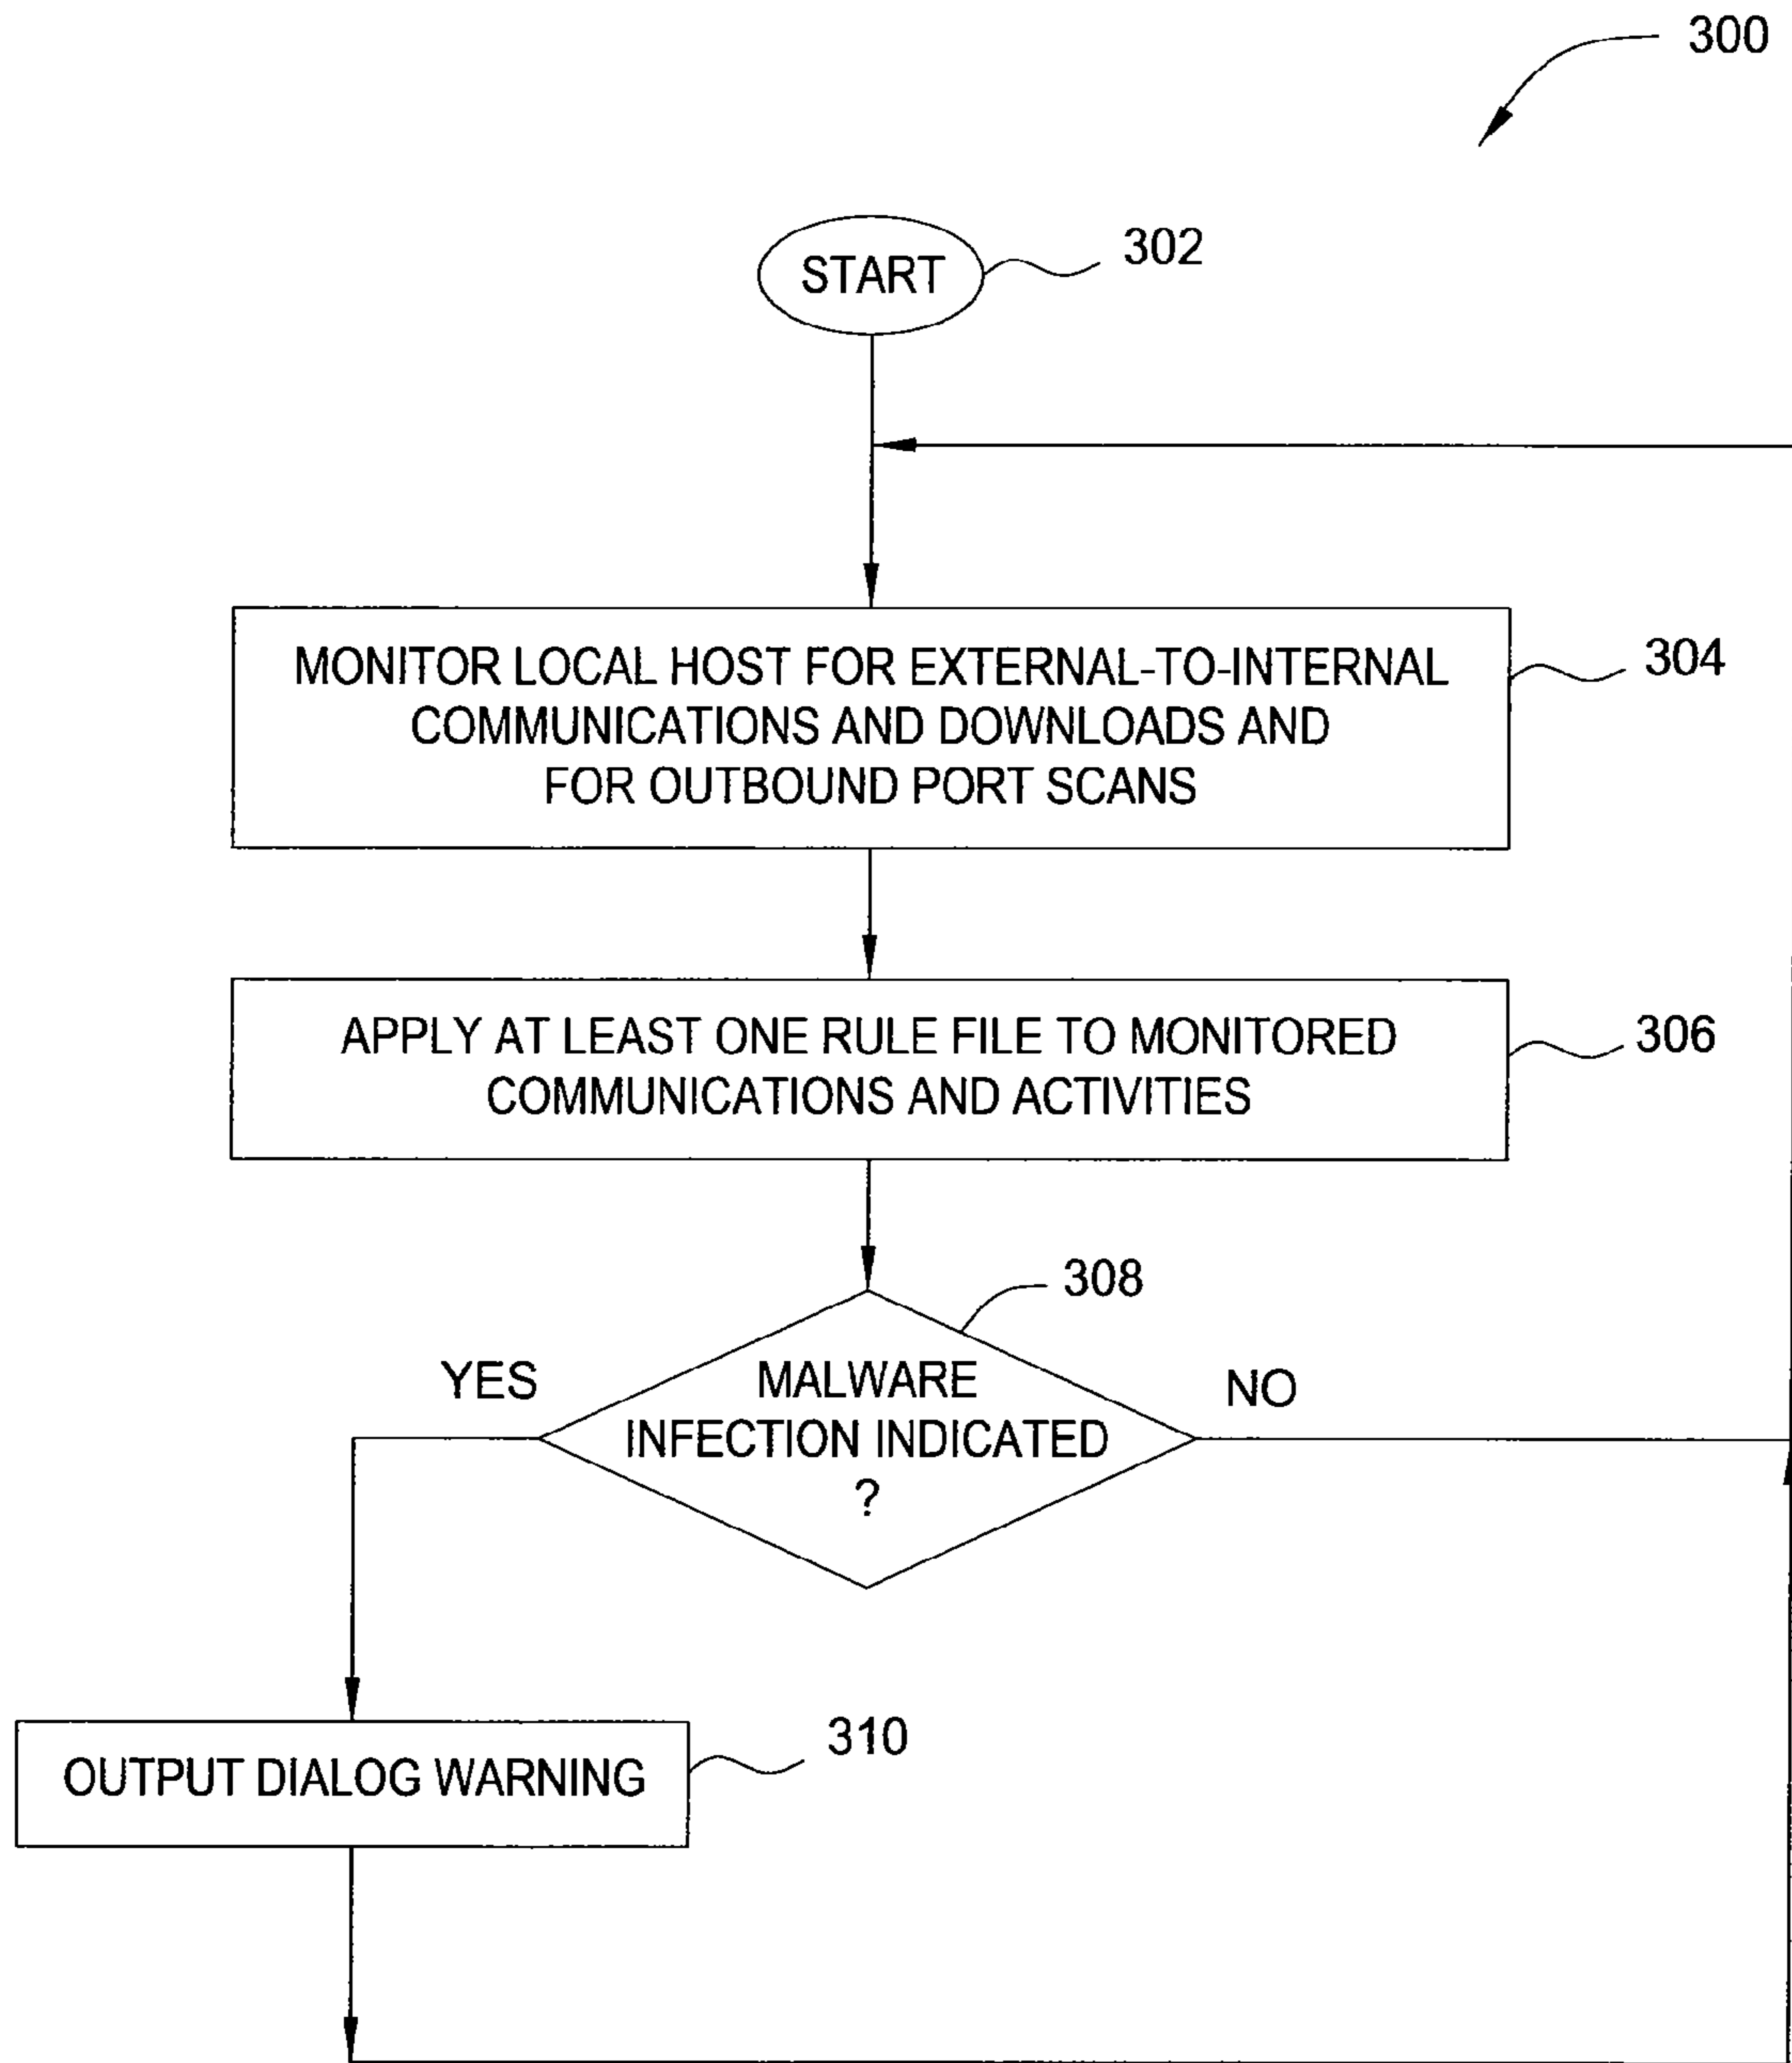 300
START
302
MONITOR LOCAL HOST FOR EXTERNAL-TO-INTERNAL
COMMUNICATIONS AND DOWNLOADS AND
FOR OUTBOUND PORT SCANS
304
APPLY AT LEAST ONE RULE FILE TO MONITORED
COMMUNICATIONS AND ACTIVITIES
306
308
YES
MALWARE
INFECTION INDICATED
?
NO
OUTPUT DIALOG WARNING
310